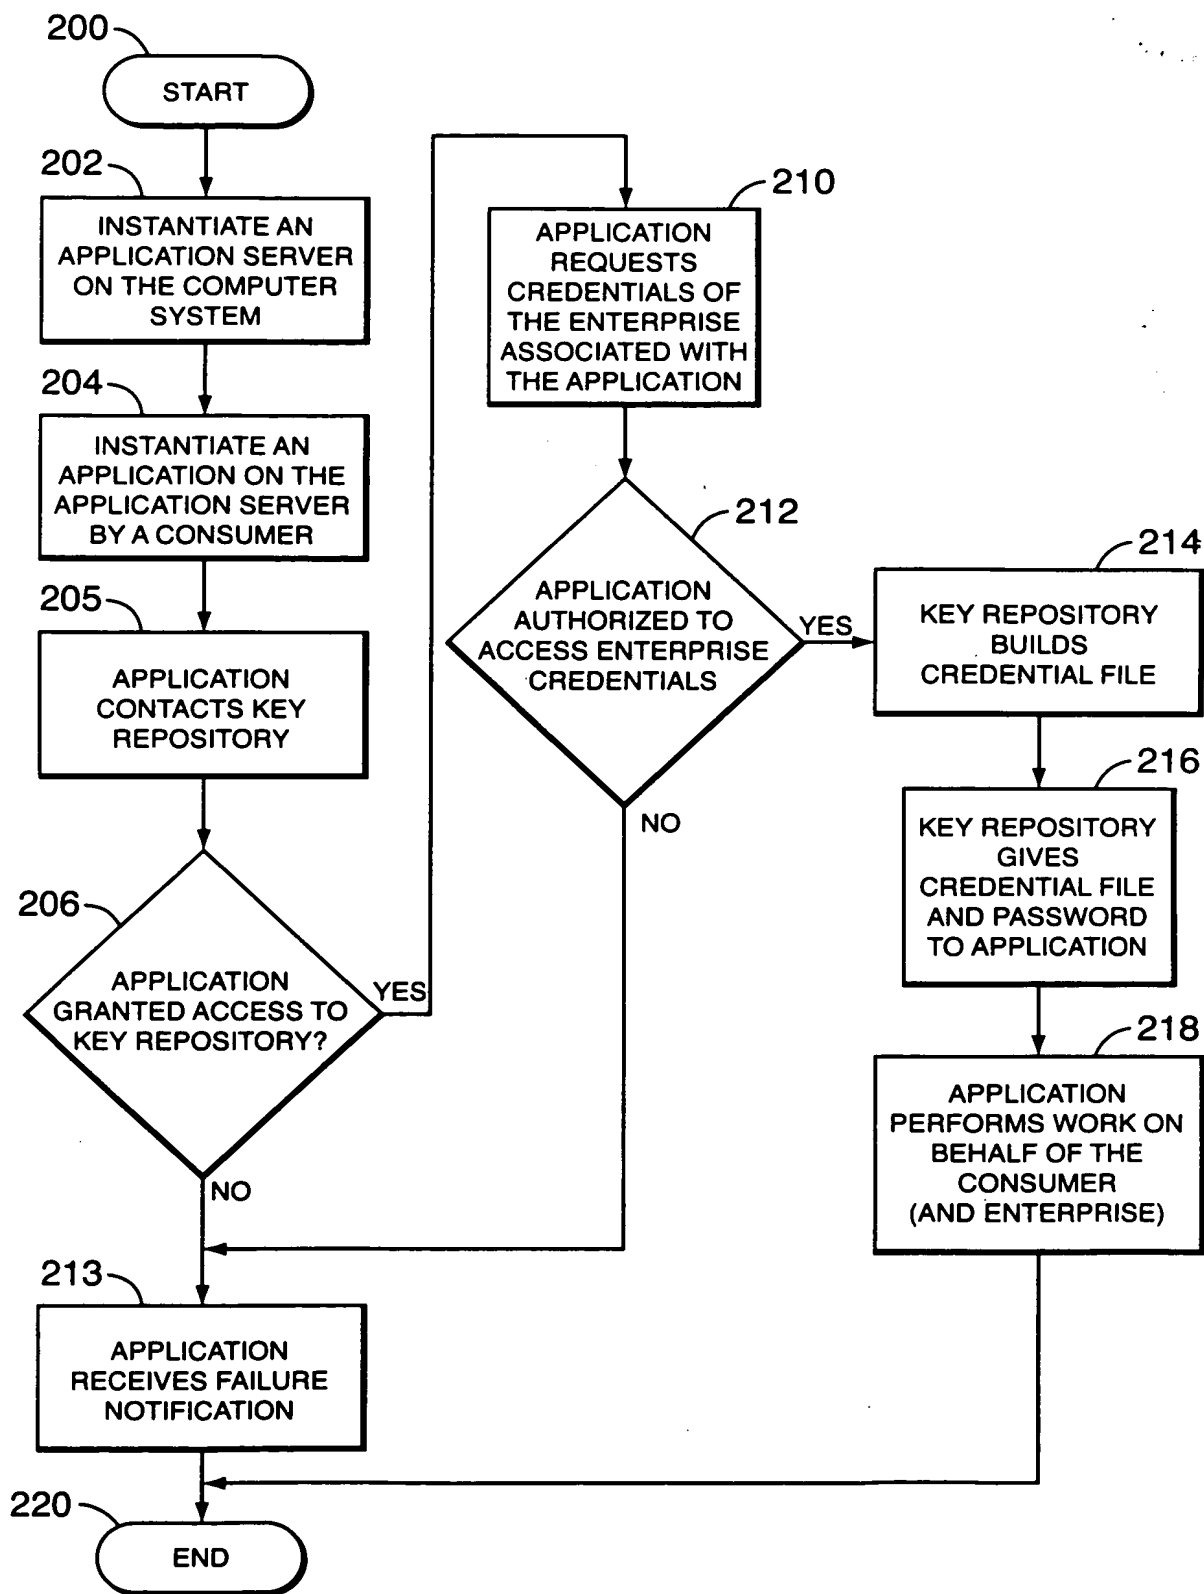 200
START
202
INSTANTIATE AN
APPLICATION SERVER
ON THE COMPUTER
SYSTEM
204
INSTANTIATE AN
APPLICATION ON THE
APPLICATION SERVER
BY A CONSUMER
205
APPLICATION
CONTACTS KEY
REPOSITORY
206
APPLICATION
GRANTED ACCESS TO
KEY REPOSITORY?
YES
NO
210
APPLICATION
REQUESTS
CREDENTIALS OF
THE ENTERPRISE
ASSOCIATED WITH
THE APPLICATION
212
APPLICATION
AUTHORIZED TO
ACCESS ENTERPRISE
CREDENTIALS
YES
NO
213
APPLICATION
RECEIVES FAILURE
NOTIFICATION
214
KEY REPOSITORY
BUILDS
CREDENTIAL FILE
216
KEY REPOSITORY
GIVES
CREDENTIAL FILE
AND PASSWORD
TO APPLICATION
218
APPLICATION
PERFORMS WORK ON
BEHALF OF THE
CONSUMER
(AND ENTERPRISE)
220
END